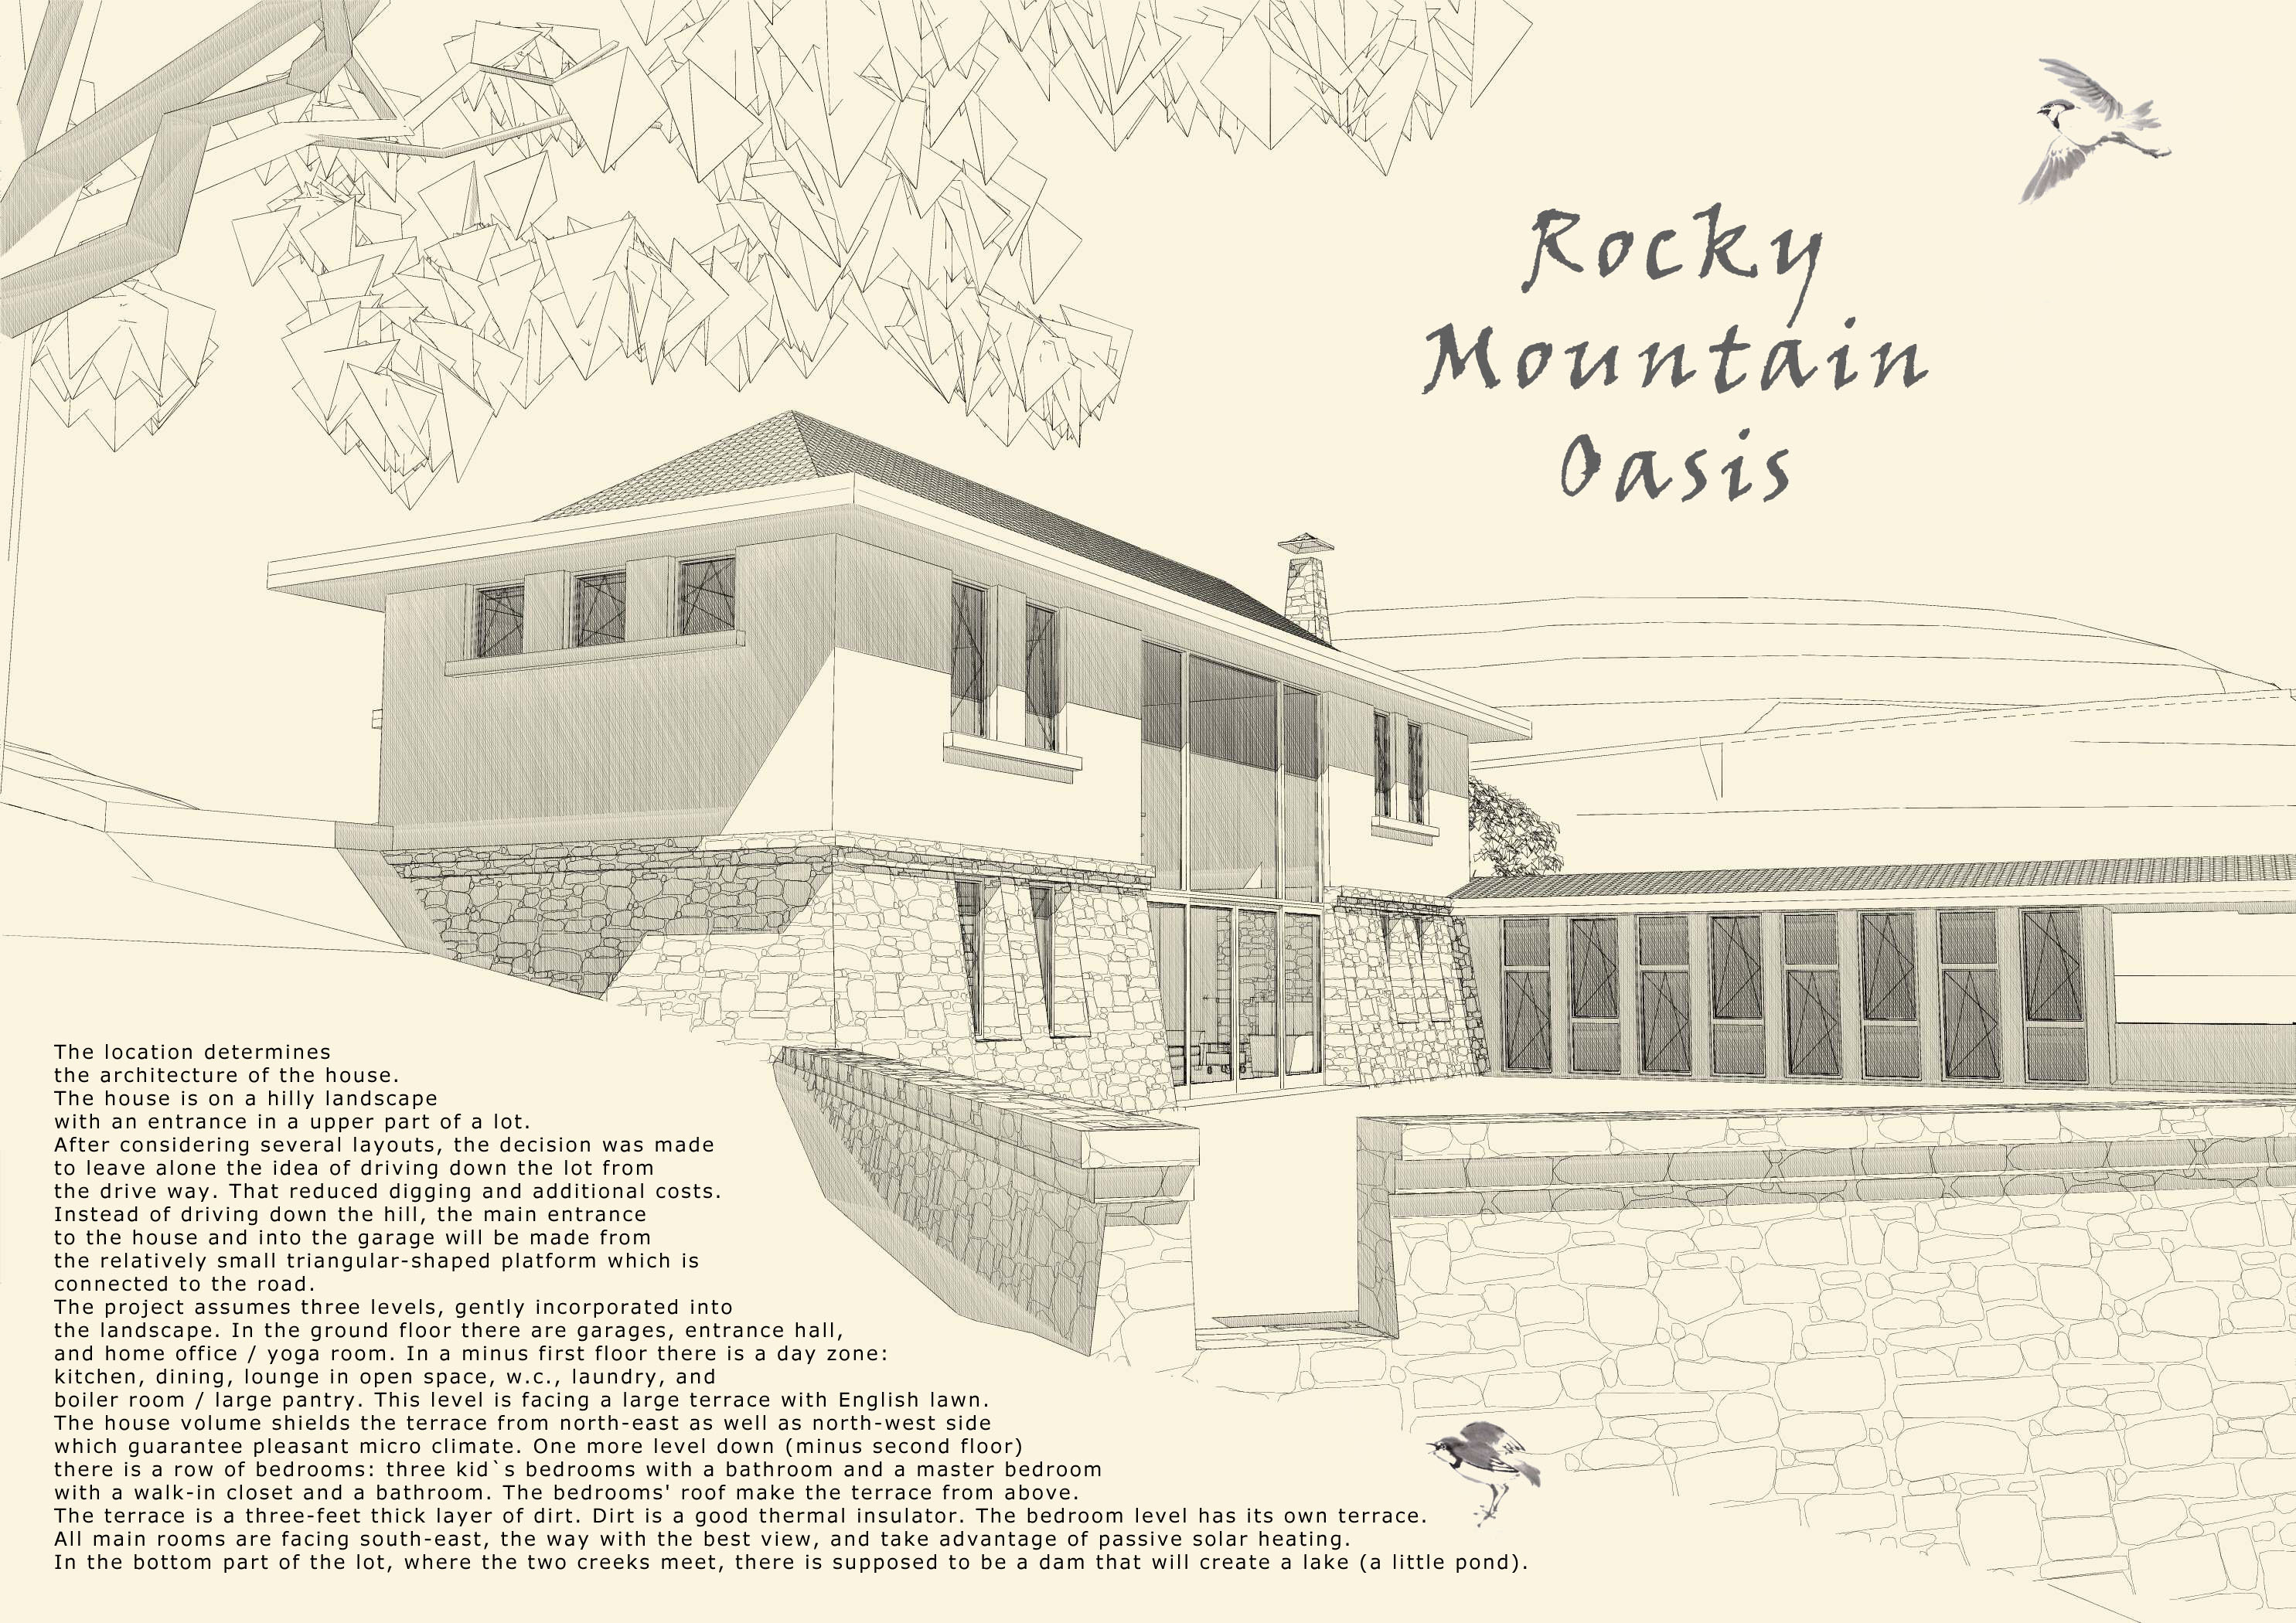 Rocky
Mountain
Oasis
The location determines
the architecture of the house.
The house is on a hilly landscape
with an entrance in a upper part of a lot.
After considering several layouts, the decision was made
to leave alone the idea of driving down the lot from
the drive way. That reduced digging and additional costs.
Instead of driving down the hill, the main entrance
to the house and into the garage will be made from
the relatively small triangular-shaped platform which is
connected to the road.
The project assumes three levels, gently incorporated into
the landscape. In the ground floor there are garages, entrance hall,
and home office / yoga room. In a minus first floor there is a day zone:
kitchen, dining, lounge in open space, w.c., laundry, and
boiler room / large pantry. This level is facing a large terrace with English lawn.
The house volume shields the terrace from north-east as well as north-west side
which guarantee pleasant micro climate. One more level down (minus second floor)
there is a row of bedrooms: three kid`s bedrooms with a bathroom and a master bedroom
with a walk-in closet and a bathroom. The bedrooms' roof make the terrace from above.
The terrace is a three-feet thick layer of dirt. Dirt is a good thermal insulator. The bedroom level has its own terrace.
All main rooms are facing south-east, the way with the best view, and take advantage of passive solar heating.
In the bottom part of the lot, where the two creeks meet, there is supposed to be a dam that will create a lake (a little pond).